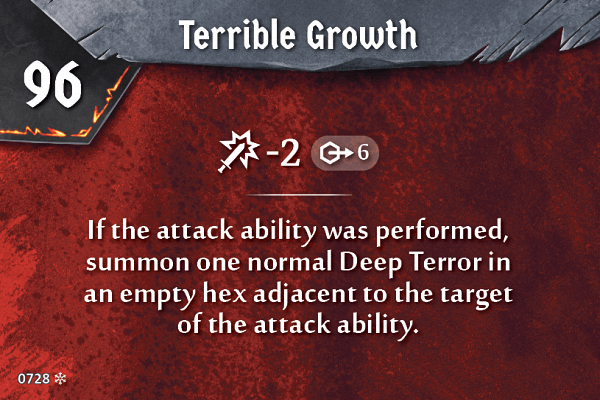 Terrible Growth
96
-2 6
If the attack ability was performed,
summon one normal Deep Terror in
an empty hex adjacent to the target
of the attack ability.
0728